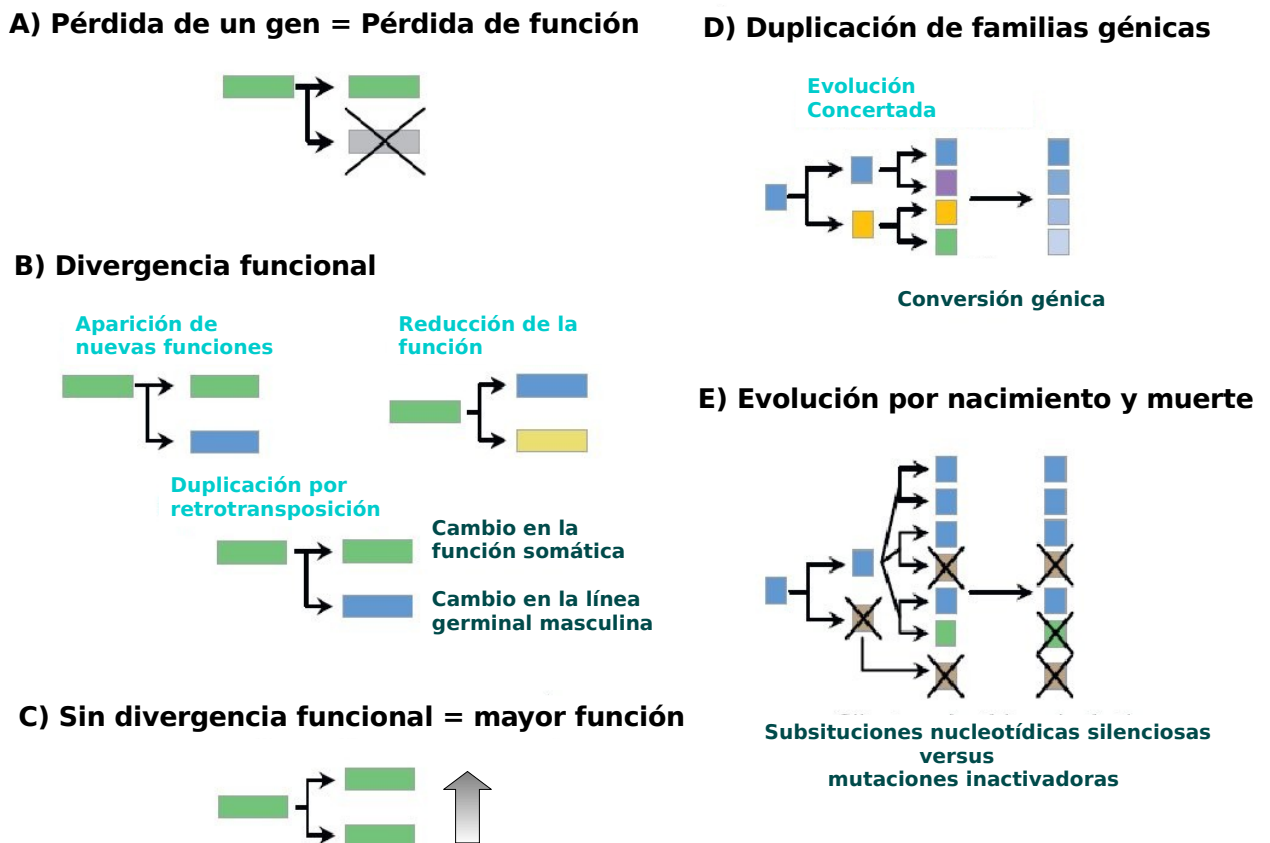 A) Pérdida de un gen = Pérdida de función
B) Divergencia funcional
Aparición de
nuevas funciones
Reducción de la
función
Duplicación por
retrotransposición
Cambio en la
función somática
Cambio en la línea
germinal masculina
C) Sin divergencia funcional = mayor función
D) Duplicación de familias génicas
Evolución
Concertada
Conversión génica
E) Evolución por nacimiento y muerte
Subsituciones nucleotídicas silenciosas
versus
mutaciones inactivadoras